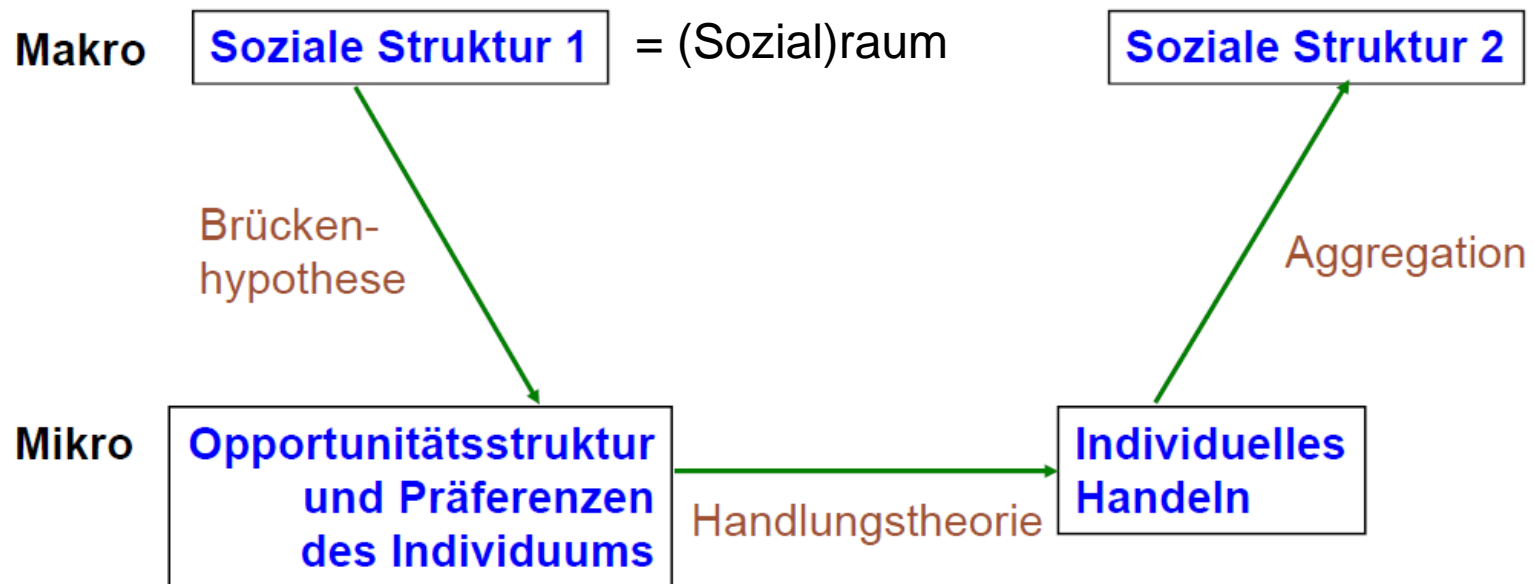 Makro
Soziale Struktur 1
= (Sozial)raum
Soziale Struktur 2
Brücken-
hypothese
Aggregation
Mikro
Opportunitätsstruktur
und Präferenzen
des Individuums
Handlungstheorie
Individuelles
Handeln